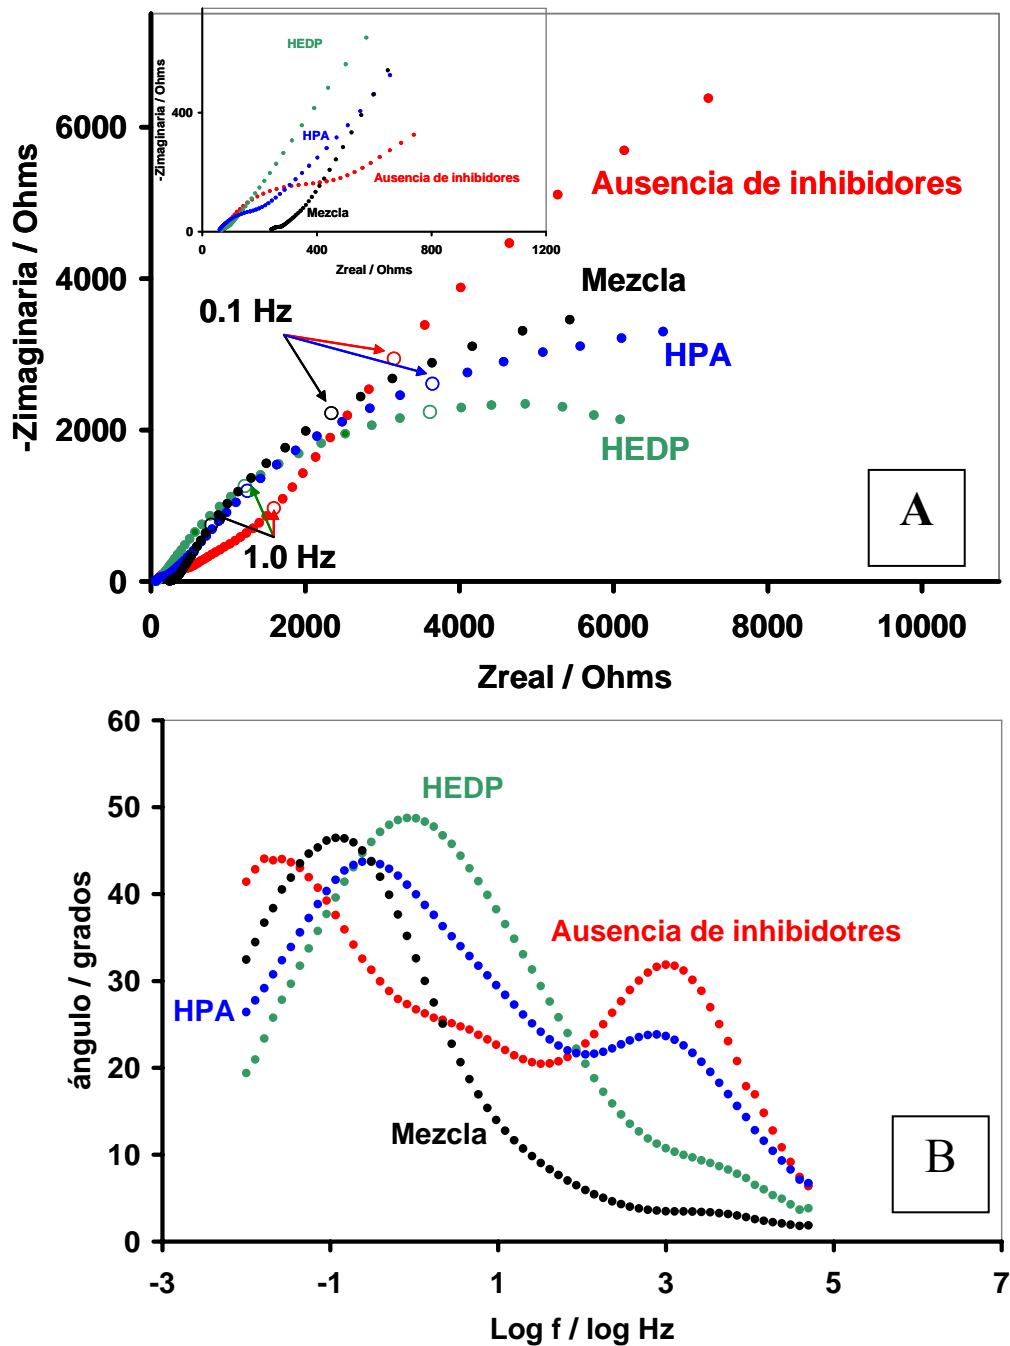 HEDP
HPA
Ausencia de inhibidores
Mezcla
-Zimaginaria / Ohms
400
0
0 400 800 1200
Zreal / Ohms
-Zimaginaria / Ohms
6000
4000
2000
0
Ausencia de inhibidores
Mezcla
0.1 Hz
HPA
HEDP
A
1.0 Hz
0 2000 4000 6000 8000 10000
Zreal / Ohms
60
50
40
30
20
10
0
ángulo / grados
HEDP
Ausencia de inhibidotres
HPA
Mezcla
B
-3 -1 1 3 5 7
Log f / log Hz